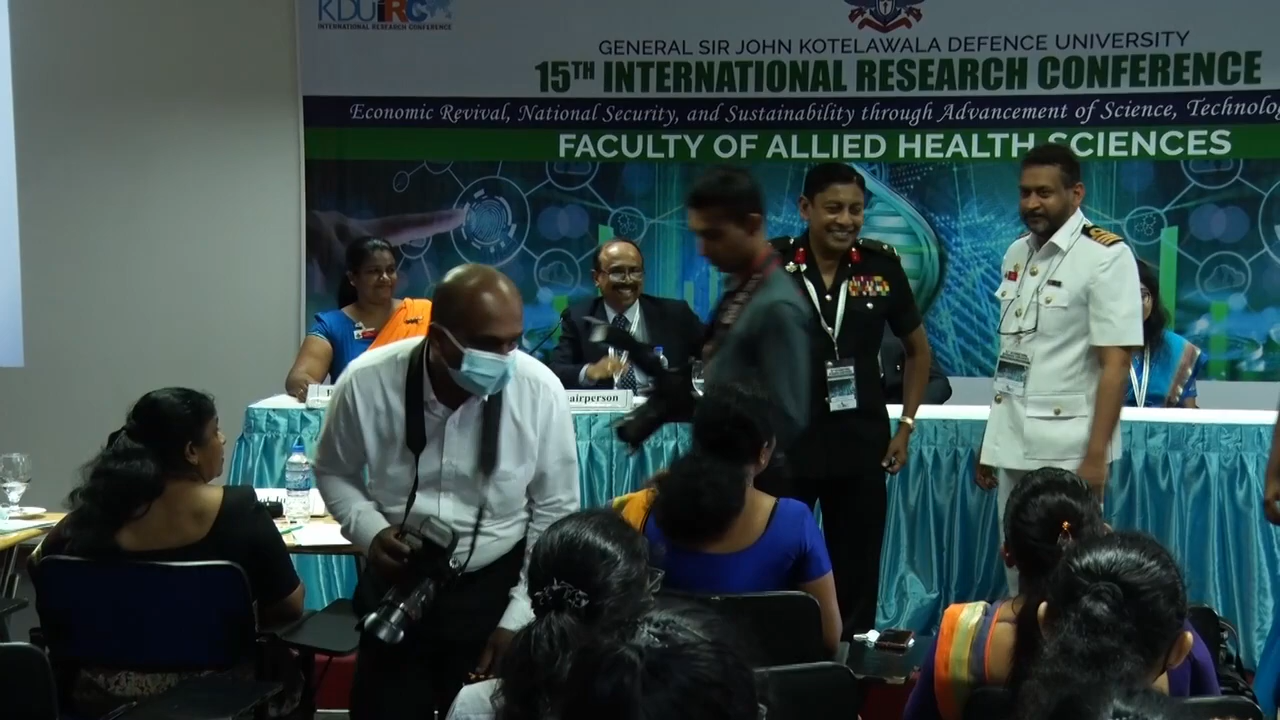 KDUiRC
INTERNATIONAL RESEARCH CONFERENCE
GENERAL SIR JOHN KOTELAWALA DEFENCE UNIVERSITY
15TH INTERNATIONAL RESEARCH CONFERENCE
Economic Revival, National Security, and Sustainability through Advancement of Science, Technolo
FACULTY OF ALLIED HEALTH SCIENCES
airperson